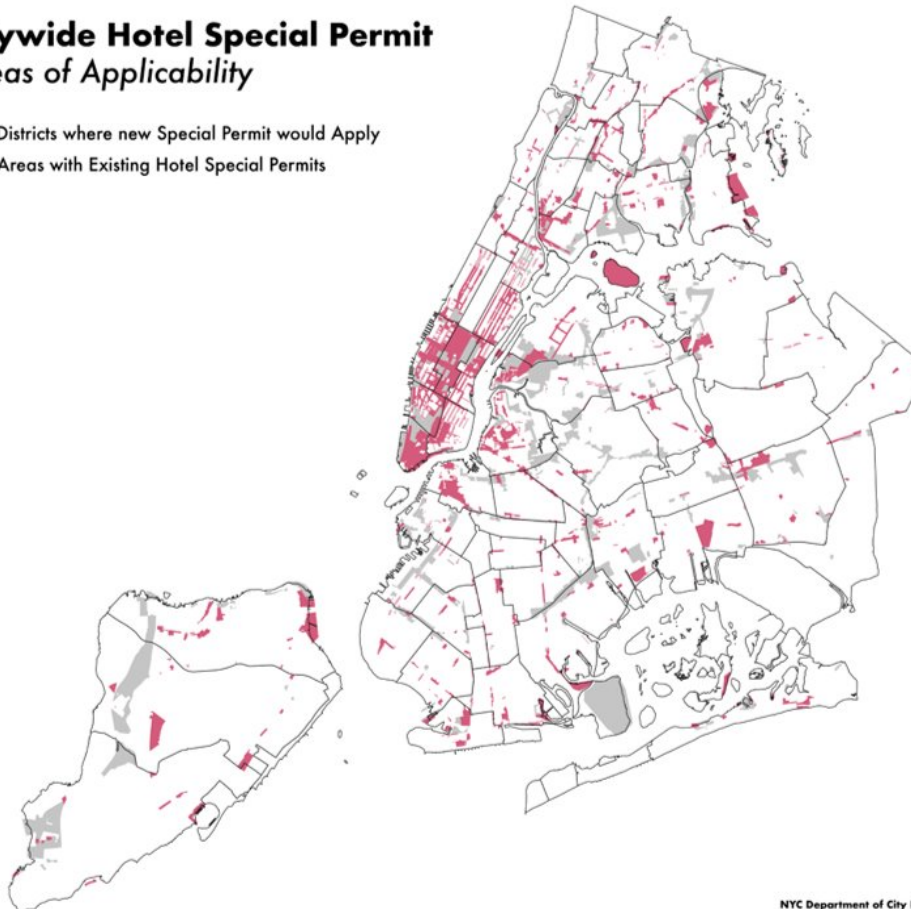 ywide Hotel Special Permit
eas of Applicability
Districts where new Special Permit would Apply
Areas with Existing Hotel Special Permits
NYC Department of City